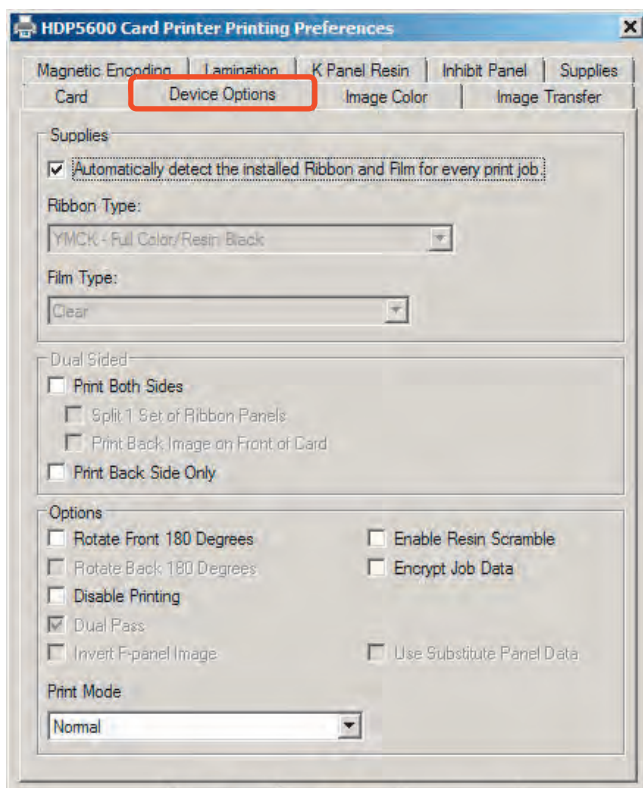 HDP5600 Card Printer Printing Preferences
Magnetic Encoding Lamination K Panel Resin Inhibit Panel Supplies
Card Device Options Image Color Image Transfer
Supplies
Automatically detect the installed Ribbon and Film for every print job.
Ribbon Type:
YMCK - Full Color/Resin Black
Film Type:
Clear
Dual Sided
Print Both Sides
Split 1 Set of Ribbon Panels
Print Back Image on Front of Card
Print Back Side Only
Options
Rotate Front 180 Degrees Enable Resin Scramble
Rotate Back 180 Degrees Encrypt Job Data
Disable Printing
Dual Pass
Invert F-panel Image Use Substitute Panel Data
Print Mode
Normal